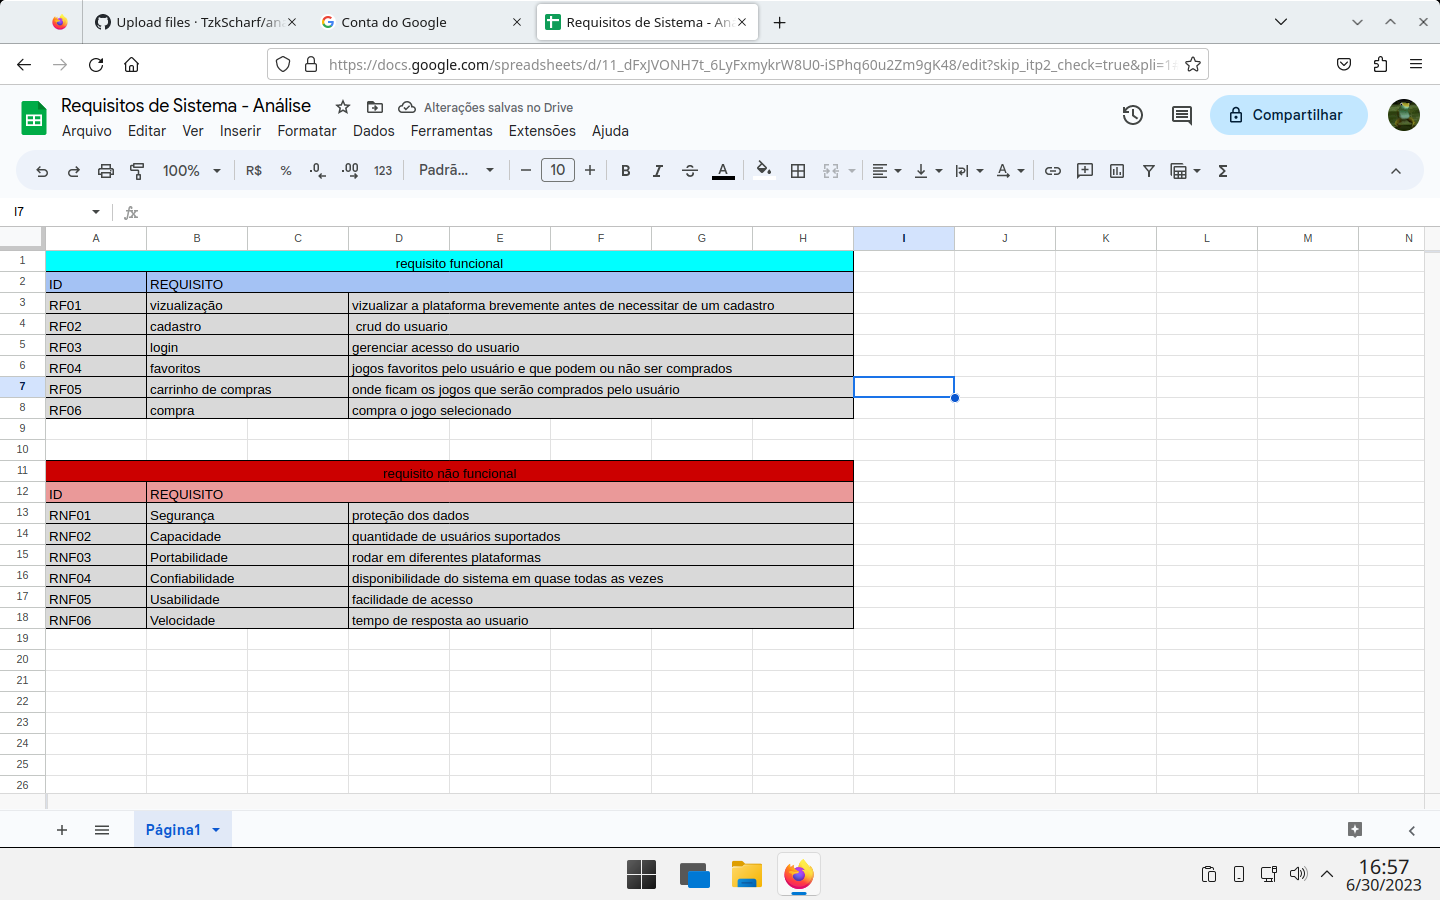 Upload files · TzkScharf/an
Conta do Google
Requisitos de Sistema - An
https://docs.google.com/spreadsheets/d/11_dFxJVONH7t_6LyFxmykrW8U0-iSPhq60u2Zm9gK48/edit?skip_itp2_check=true&pli=1
Requisitos de Sistema - Análise
Alterações salvas no Drive
Arquivo Editar Ver Inserir Formatar Dados Ferramentas Extensões Ajuda
Compartilhar
100% R$ % .0 .00 123 Padrã... 10 B I A Σ
I7 fx
A B C D E F G H I J K L M N
1 requisito funcional
2 ID REQUISITO
3 RF01 vizualização vizualizar a plataforma brevemente antes de necessitar de um cadastro
4 RF02 cadastro crud do usuario
5 RF03 login gerenciar acesso do usuario
6 RF04 favoritos jogos favoritos pelo usuário e que podem ou não ser comprados
7 RF05 carrinho de compras onde ficam os jogos que serão comprados pelo usuário
8 RF06 compra compra o jogo selecionado
9
10
11 requisito não funcional
12 ID REQUISITO
13 RNF01 Segurança proteção dos dados
14 RNF02 Capacidade quantidade de usuários suportados
15 RNF03 Portabilidade rodar em diferentes plataformas
16 RNF04 Confiabilidade disponibilidade do sistema em quase todas as vezes
17 RNF05 Usabilidade facilidade de acesso
18 RNF06 Velocidade tempo de resposta ao usuario
19
20
21
22
23
24
25
26
Página1
16:57
6/30/2023